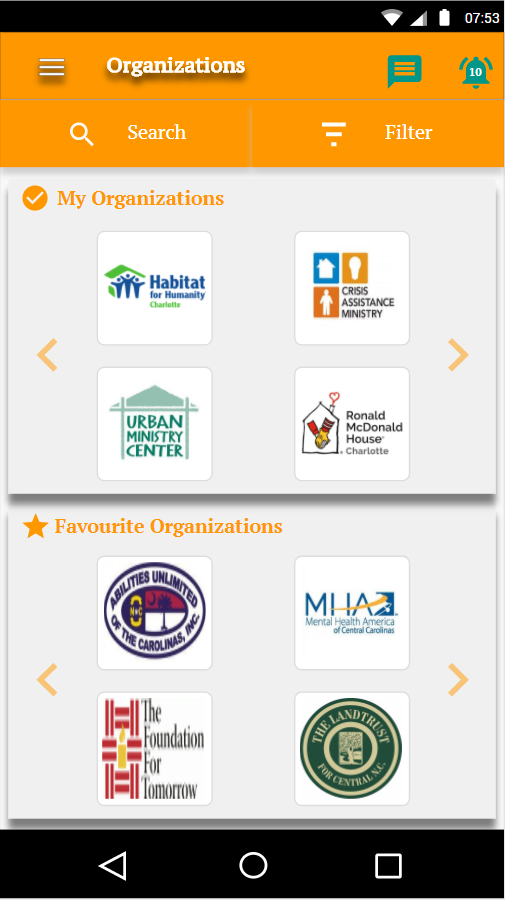 07:53
Organizations
10
Search
Filter
My Organizations
Habitat
for Humanity
Charlotte
CRISIS
ASSISTANCE
MINISTRY
URBAN
MINISTRY
CENTER
Ronald
McDonald
House
Charlotte
Favourite Organizations
ABILITIES UNLIMITED
OF THE CAROLINAS, INC.
MHA
Mental Health America
of Central Carolinas
The
Foundation
For
Tomorrow
THE LANDTRUST
FOR CENTRAL N.C.